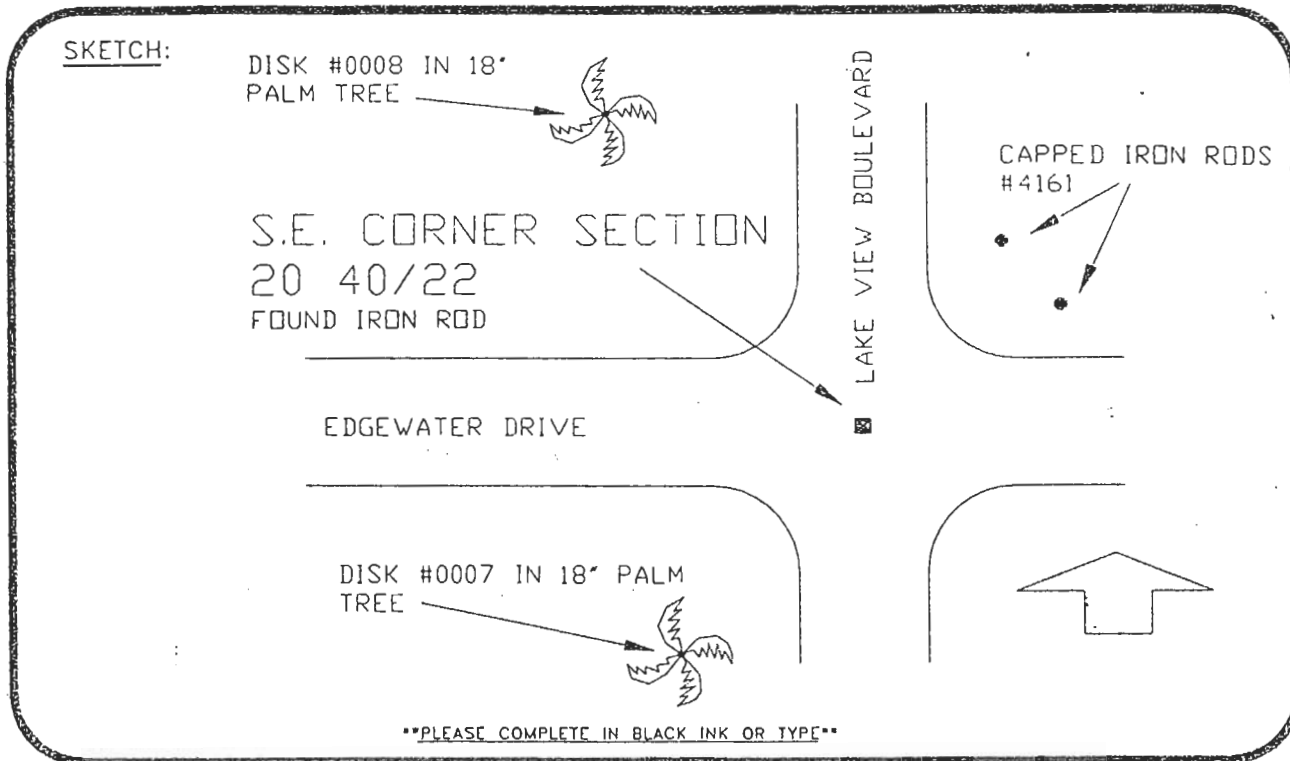 SKETCH:
DISK #0008 IN 18"
PALM TREE
LAKE VIEW BOULEVARD
CAPPED IRON RODS
#4161
S.E. CORNER SECTION
20 40/22
FOUND IRON ROD
EDGEWATER DRIVE
DISK #0007 IN 18" PALM
TREE
**PLEASE COMPLETE IN BLACK INK OR TYPE**